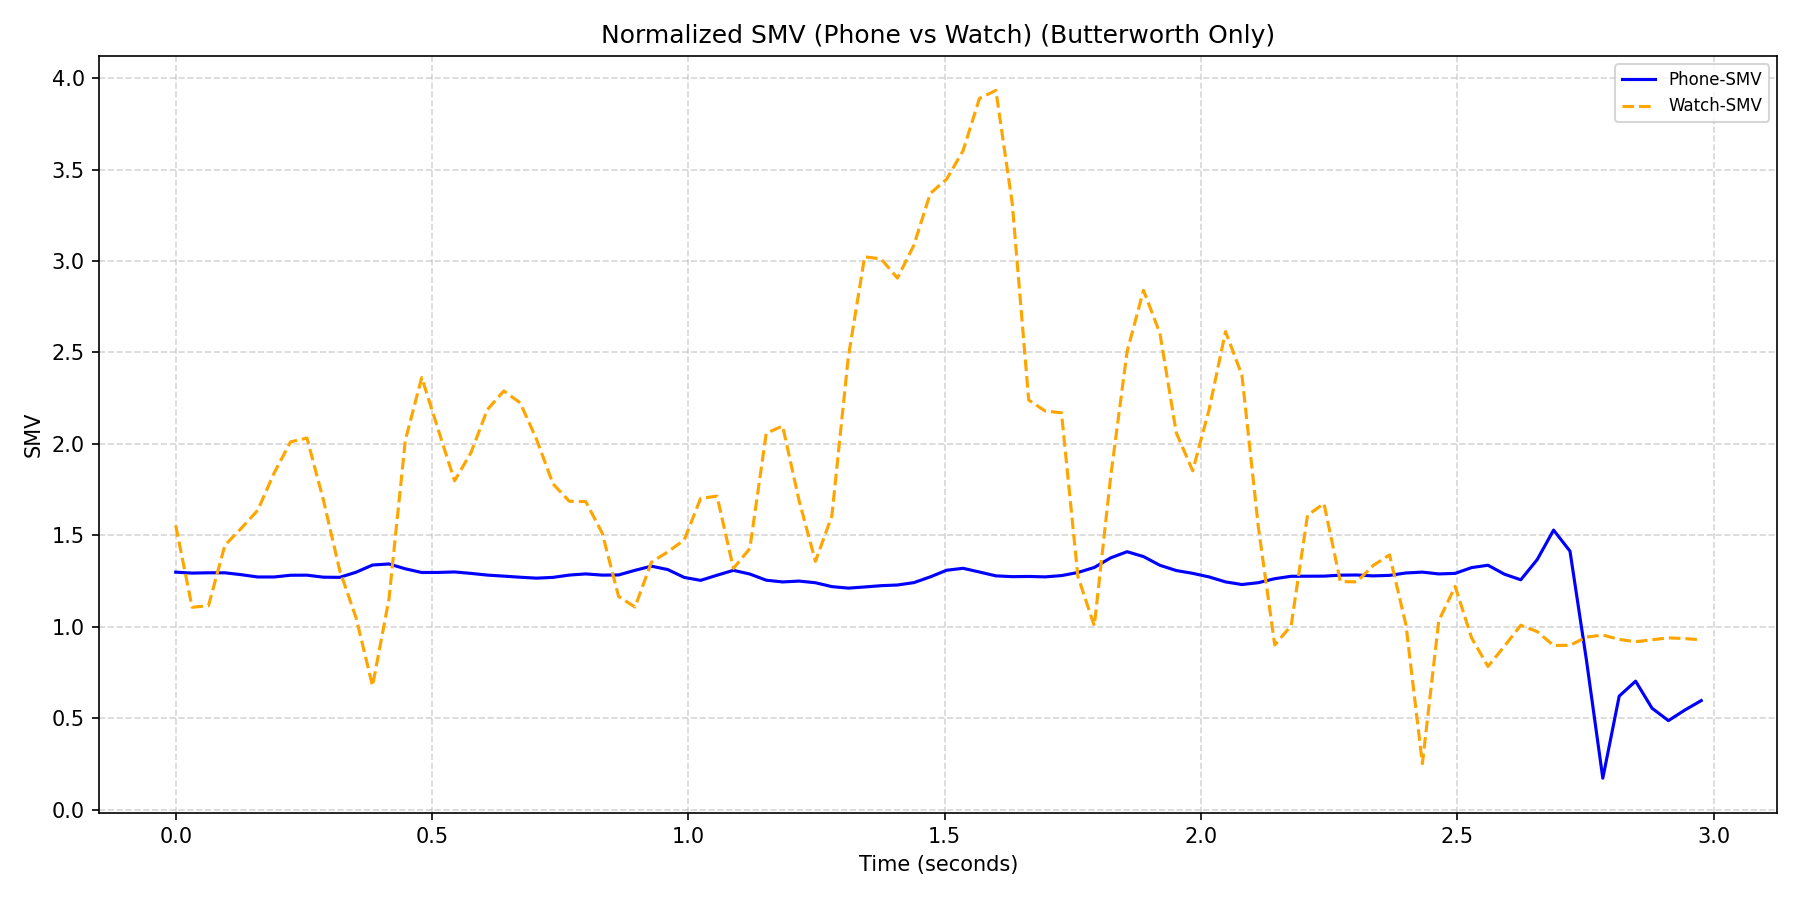 Normalized SMV (Phone vs Watch) (Butterworth Only)
Phone-SMV
Watch-SMV
SMV
4.0
3.5
3.0
2.5
2.0
1.5
1.0
0.5
0.0
0.0 0.5 1.0 1.5 2.0 2.5 3.0
Time (seconds)